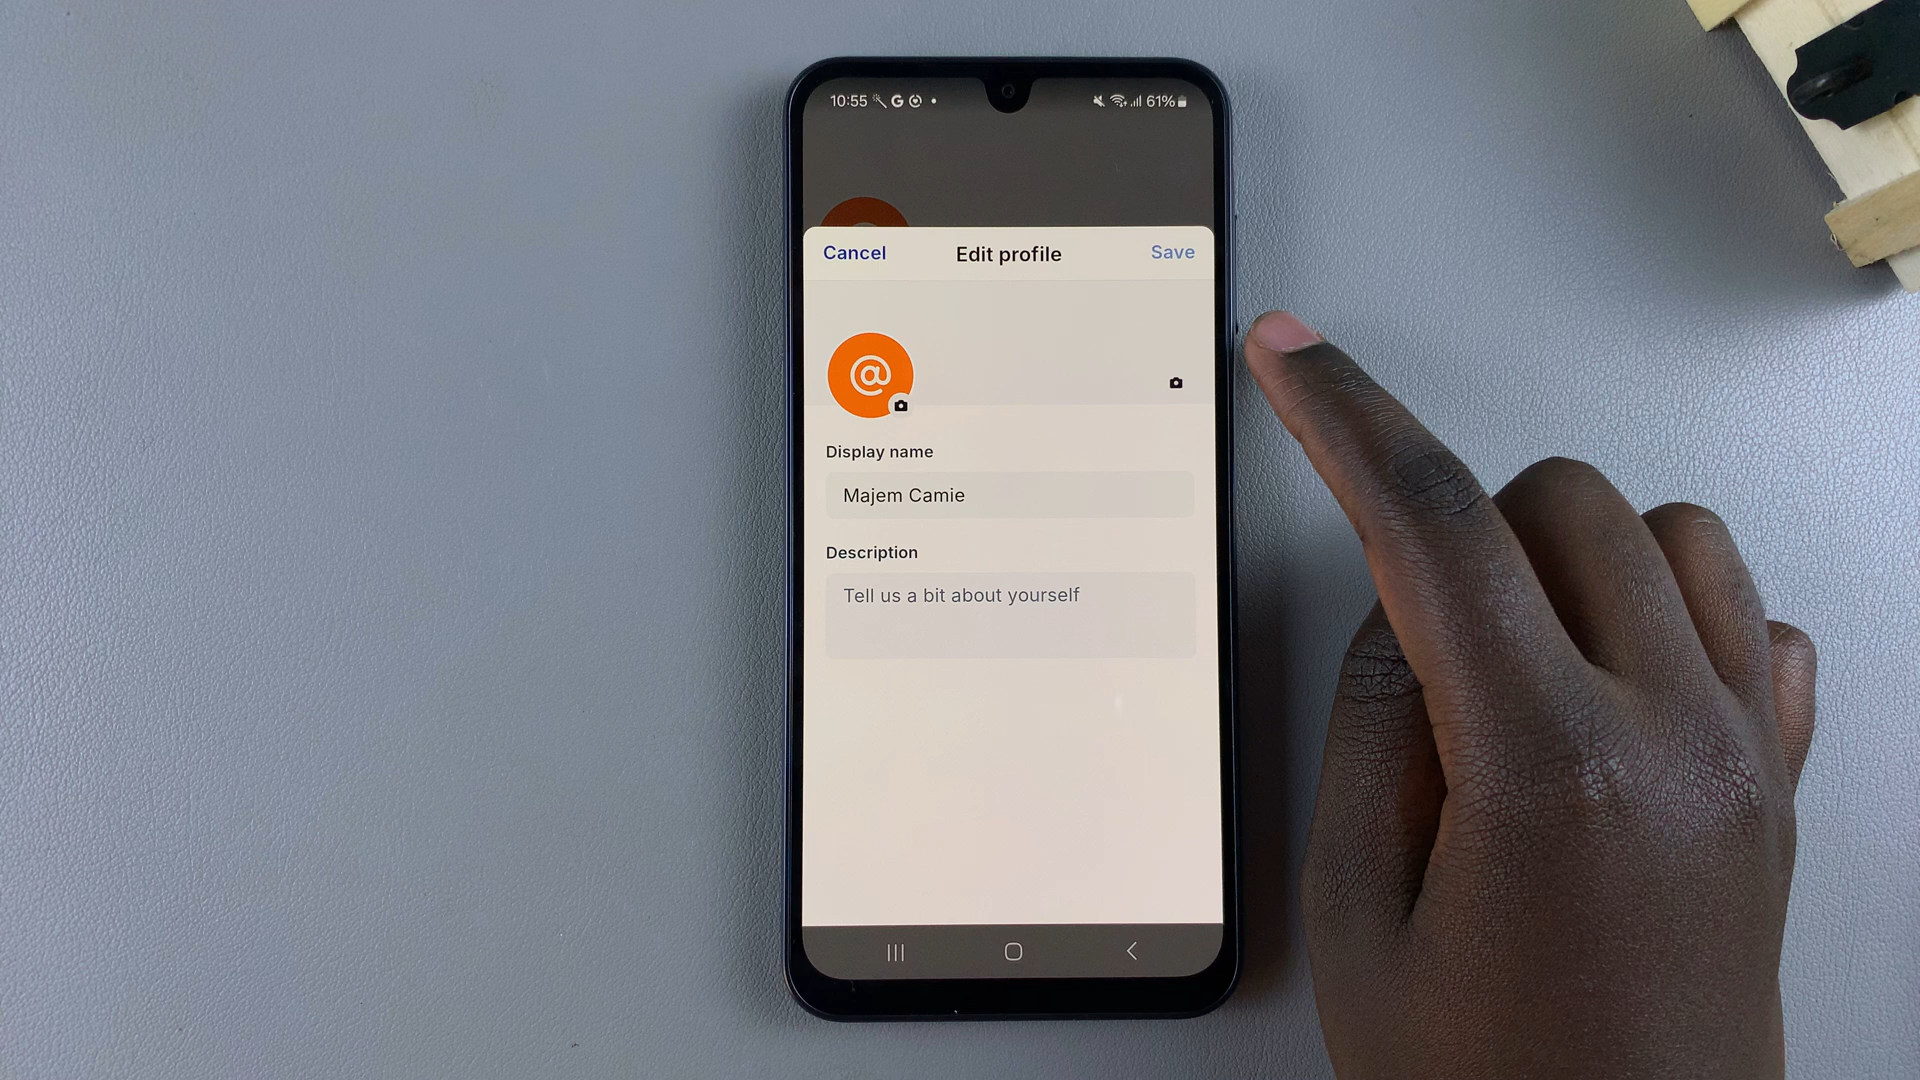 10:55 G 61%
Cancel Edit profile Save
@
Display name
Majem Camie
Description
Tell us a bit about yourself